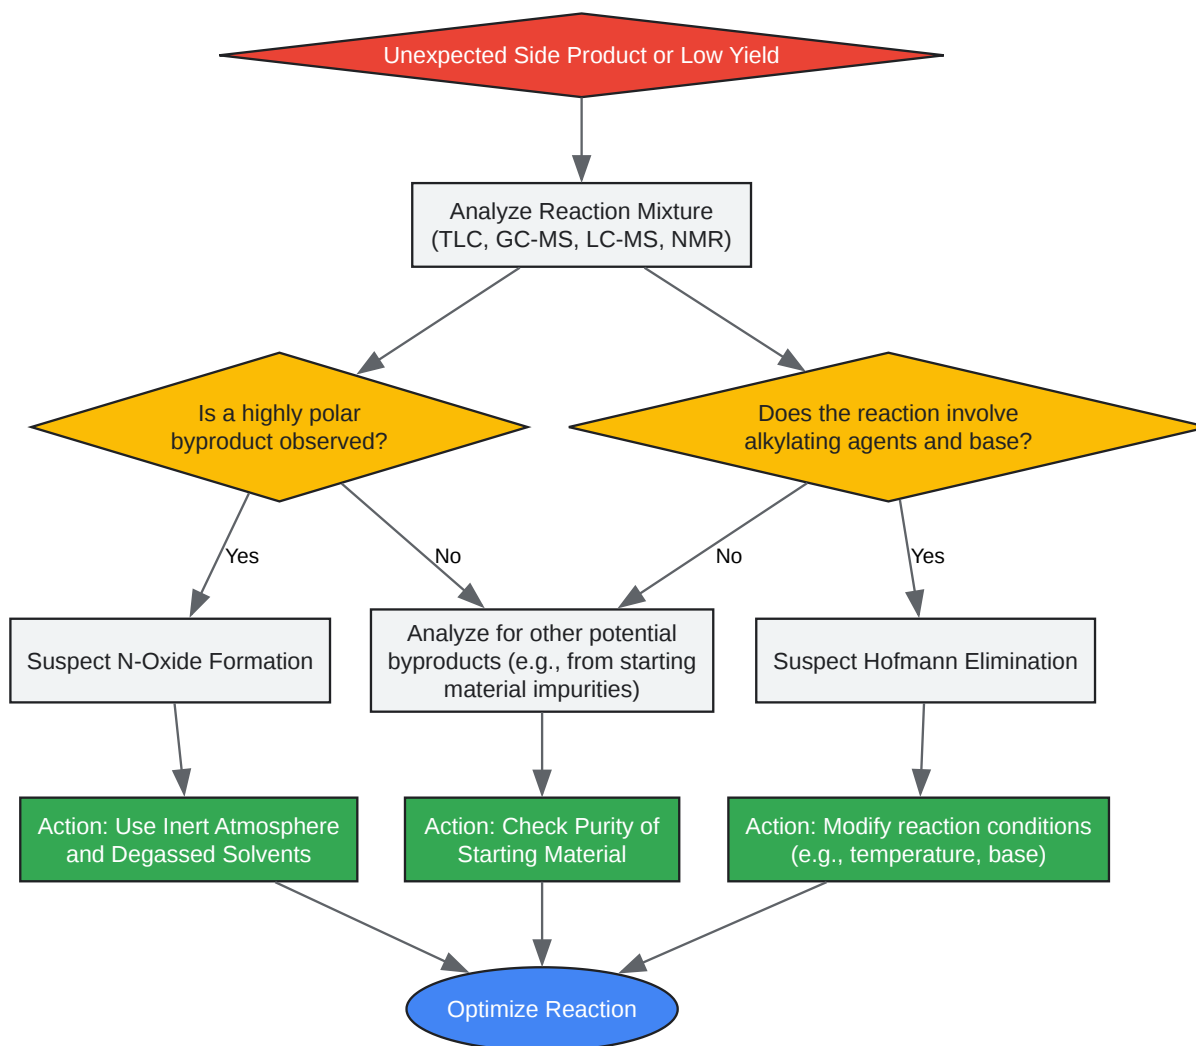 Unexpected Side Product or Low Yield
Analyze Reaction Mixture
(TLC, GC-MS, LC-MS, NMR)
Is a highly polar
byproduct observed?
Does the reaction involve
alkylating agents and base?
Yes
No
No
Yes
Suspect N-Oxide Formation
Analyze for other potential
byproducts (e.g., from starting
material impurities)
Suspect Hofmann Elimination
Action: Use Inert Atmosphere
and Degassed Solvents
Action: Check Purity of
Starting Material
Action: Modify reaction conditions
(e.g., temperature, base)
Optimize Reaction